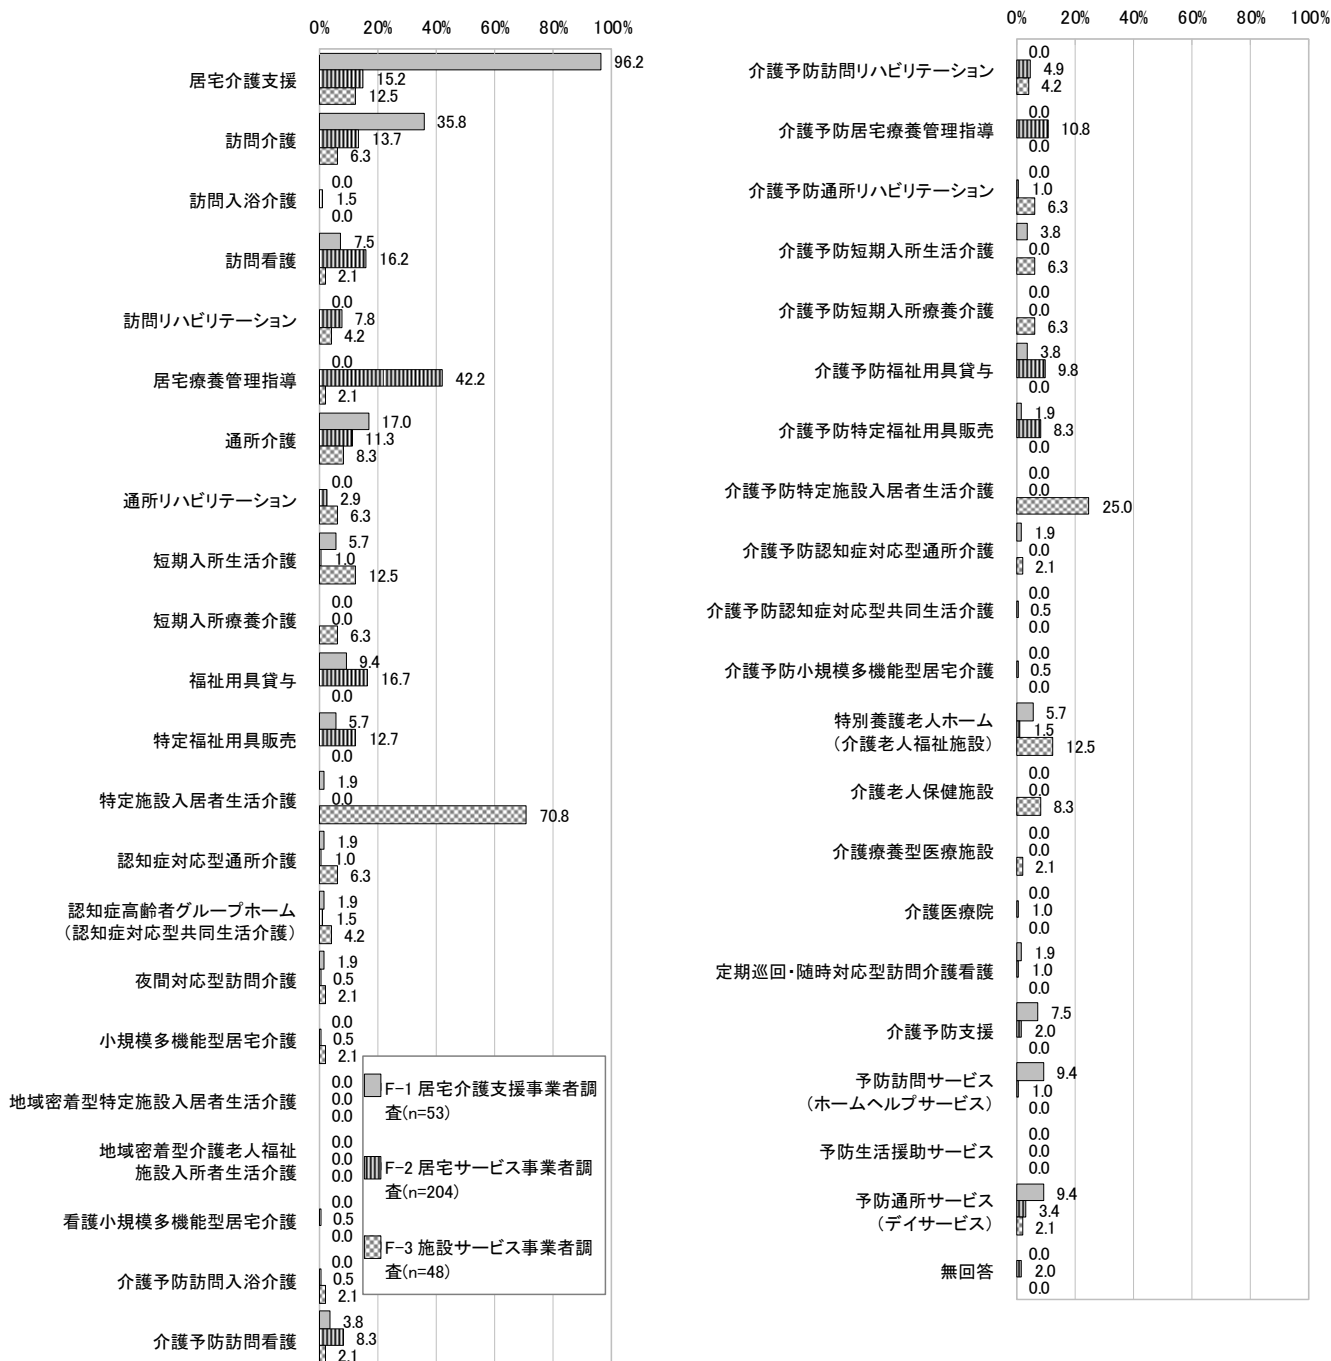 0% 20% 40% 60% 80% 100%
居宅介護支援
96.2
15.2
12.5
訪問介護
35.8
13.7
6.3
訪問入浴介護
0.0
1.5
0.0
訪問看護
7.5
16.2
2.1
訪問リハビリテーション
0.0
7.8
4.2
居宅療養管理指導
0.0
42.2
2.1
通所介護
17.0
11.3
8.3
通所リハビリテーション
0.0
2.9
6.3
短期入所生活介護
5.7
1.0
12.5
短期入所療養介護
0.0
0.0
6.3
福祉用具貸与
9.4
16.7
0.0
特定福祉用具販売
5.7
12.7
0.0
特定施設入居者生活介護
1.9
0.0
70.8
認知症対応型通所介護
1.9
1.0
6.3
認知症高齢者グループホーム
(認知症対応型共同生活介護)
1.9
1.5
4.2
夜間対応型訪問介護
1.9
0.5
2.1
小規模多機能型居宅介護
0.0
0.5
2.1
地域密着型特定施設入居者生活介護
0.0
0.0
0.0
地域密着型介護老人福祉
施設入所者生活介護
0.0
0.0
0.0
看護小規模多機能型居宅介護
0.0
0.5
0.0
介護予防訪問入浴介護
0.0
0.5
2.1
介護予防訪問看護
3.8
8.3
2.1
F-1 居宅介護支援事業者調
査(n=53)
F-2 居宅サービス事業者調
査(n=204)
F-3 施設サービス事業者調
査(n=48)
0% 20% 40% 60% 80% 100%
介護予防訪問リハビリテーション
0.0
4.9
4.2
介護予防居宅療養管理指導
0.0
10.8
0.0
介護予防通所リハビリテーション
0.0
1.0
6.3
介護予防短期入所生活介護
3.8
0.0
6.3
介護予防短期入所療養介護
0.0
0.0
6.3
介護予防福祉用具貸与
3.8
9.8
0.0
介護予防特定福祉用具販売
1.9
8.3
0.0
介護予防特定施設入居者生活介護
0.0
0.0
25.0
介護予防認知症対応型通所介護
1.9
0.0
2.1
介護予防認知症対応型共同生活介護
0.0
0.5
0.0
介護予防小規模多機能型居宅介護
0.0
0.5
0.0
特別養護老人ホーム
(介護老人福祉施設)
5.7
1.5
12.5
介護老人保健施設
0.0
0.0
8.3
介護療養型医療施設
0.0
0.0
2.1
介護医療院
0.0
1.0
0.0
定期巡回・随時対応型訪問介護看護
1.9
1.0
0.0
介護予防支援
7.5
2.0
0.0
予防訪問サービス
(ホームヘルプサービス)
9.4
1.0
0.0
予防生活援助サービス
0.0
0.0
0.0
予防通所サービス
(デイサービス)
9.4
3.4
2.1
無回答
0.0
2.0
0.0